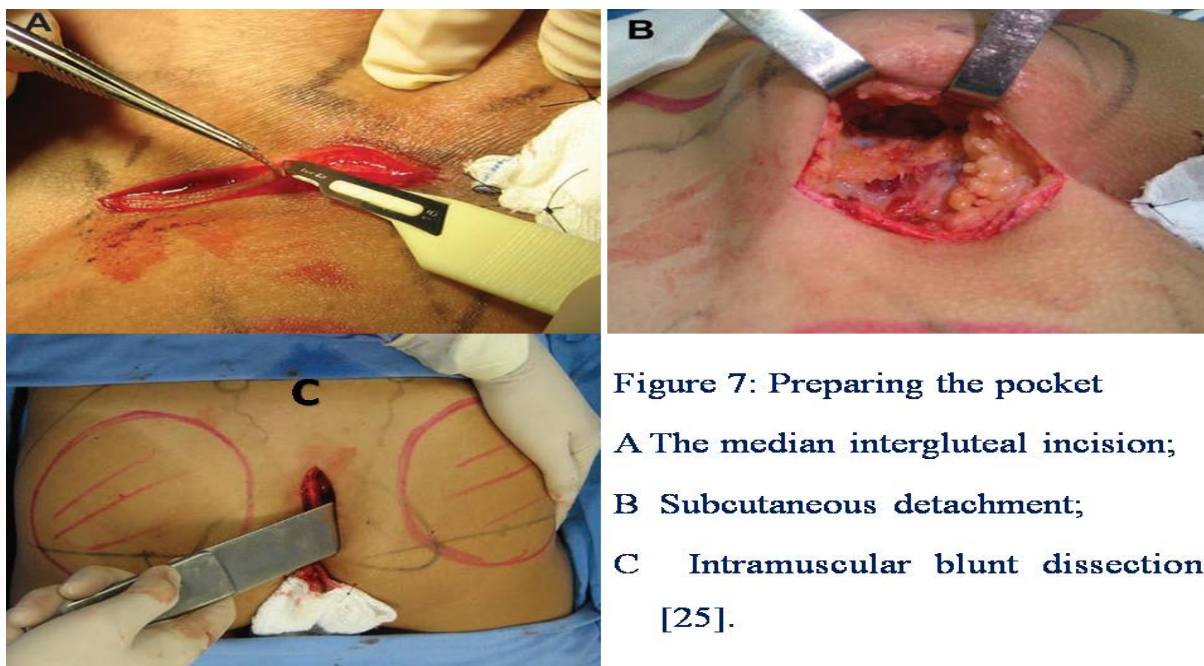 A
B
C
Figure 7: Preparing the pocket
A The median intergluteal incision;
B Subcutaneous detachment;
C Intramuscular blunt dissection
[25].